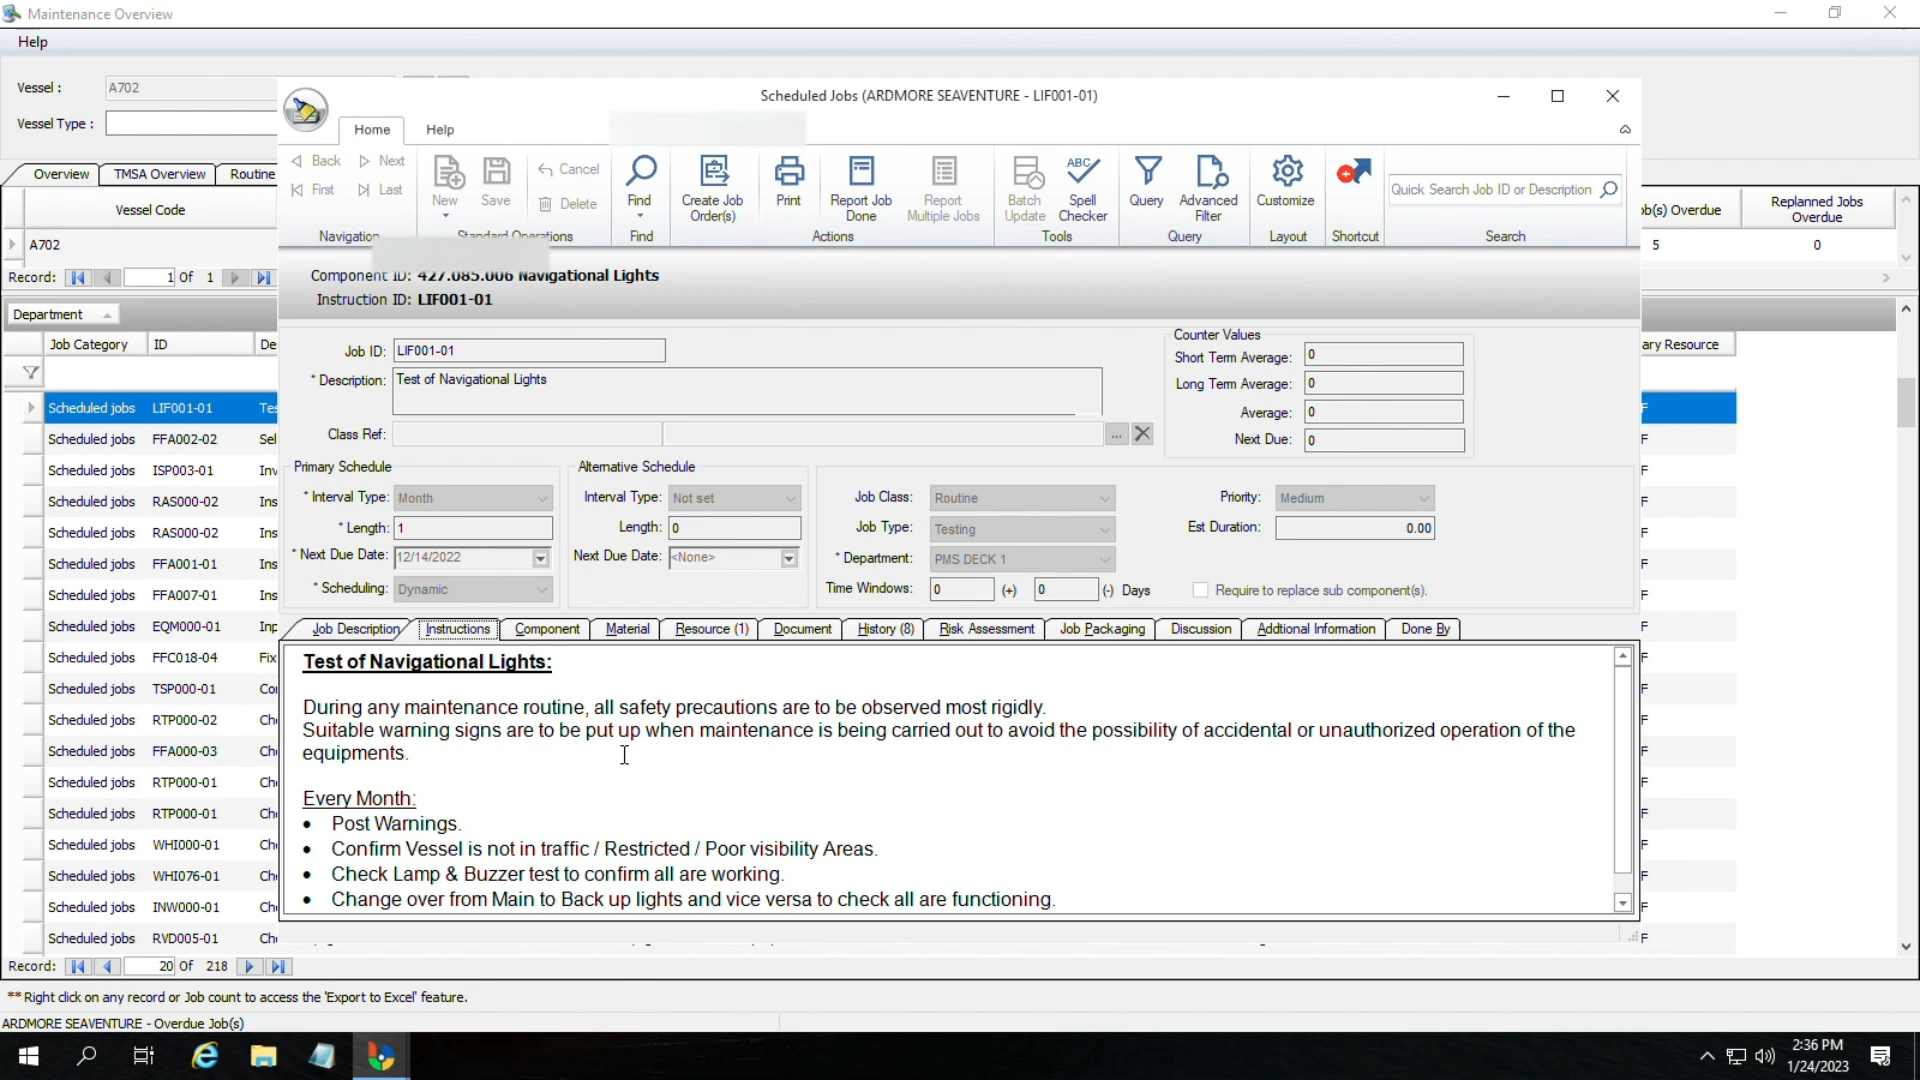 Maintenance Overview
Help
Vessel : A702
Vessel Type :
Overview TMSA Overview Routine
Vessel Code
A702
Record: 1 Of 1
Department
Job Category ID
Scheduled jobs LIF001-01
Scheduled jobs FFA002-02
Scheduled jobs ISP003-01
Scheduled jobs RAS000-02
Scheduled jobs RAS000-02
Scheduled jobs FFA001-01
Scheduled jobs FFA007-01
Scheduled jobs EQM000-01
Scheduled jobs FFC018-04
Scheduled jobs TSP000-01
Scheduled jobs RTP000-02
Scheduled jobs FFA000-03
Scheduled jobs RTP000-01
Scheduled jobs RTP000-01
Scheduled jobs WHI000-01
Scheduled jobs WHI076-01
Scheduled jobs INW000-01
Scheduled jobs RVD005-01
Record: 20 Of 218
** Right click on any record or Job count to access the 'Export to Excel' feature.
ARDMORE SEAVENTURE - Overdue Job(s)
Scheduled Jobs (ARDMORE SEAVENTURE - LIF001-01)
Home Help
Back Next
First Last
Navigation
New Save Cancel Delete
Standard Operations
Find
Find
Create Job Order(s) Print Report Job Done Report Multiple Jobs
Actions
Batch Update Spell Checker
Tools
Query Advanced Filter
Query
Customize
Layout
Shortcut
Quick Search Job ID or Description
Search
Overdue Replanned Jobs Overdue
5 0
Component ID: 427.085.006 Navigational Lights
Instruction ID: LIF001-01
Job ID: LIF001-01
* Description: Test of Navigational Lights
Class Ref: ...
Counter Values
Short Term Average: 0
Long Term Average: 0
Average: 0
Next Due: 0
Primary Schedule
* Interval Type: Month
* Length: 1
* Next Due Date: 12/14/2022
* Scheduling: Dynamic
Alternative Schedule
Interval Type: Not set
Length: 0
Next Due Date: <None>
Job Class: Routine
Job Type: Testing
* Department: PMS DECK 1
Time Windows: 0 (+) 0 (-) Days
Priority: Medium
Est Duration: 0.00
Require to replace sub component(s).
Resource
Job Description Instructions Component Material Resource (1) Document History (8) Risk Assessment Job Packaging Discussion Addtional Information Done By
Test of Navigational Lights:
During any maintenance routine, all safety precautions are to be observed most rigidly.
Suitable warning signs are to be put up when maintenance is being carried out to avoid the possibility of accidental or unauthorized operation of the
equipments.
Every Month:
• Post Warnings.
• Confirm Vessel is not in traffic / Restricted / Poor visibility Areas.
• Check Lamp & Buzzer test to confirm all are working.
• Change over from Main to Back up lights and vice versa to check all are functioning.
2:36 PM
1/24/2023